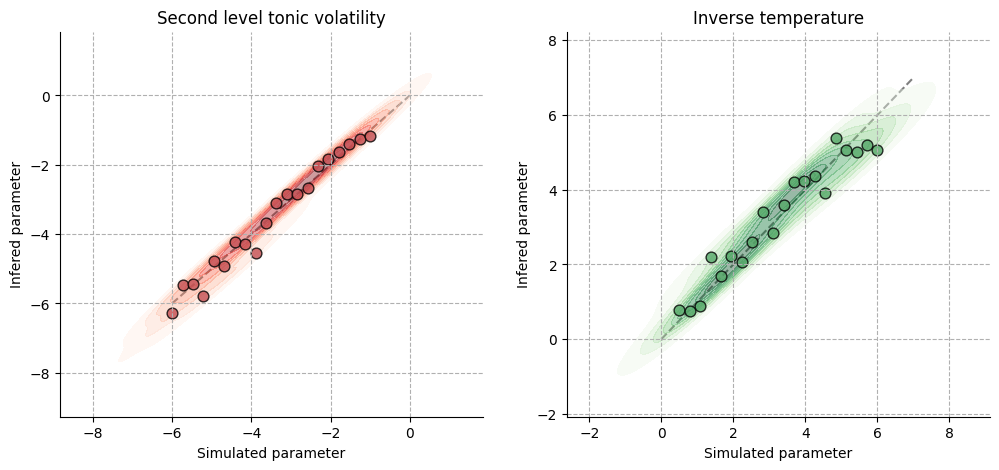 Second level tonic volatility
Infered parameter
0
−2
−4
−6
−8
−8 −6 −4 −2 0
Simulated parameter
Inverse temperature
Infered parameter
8
6
4
2
0
−2
−2 0 2 4 6 8
Simulated parameter